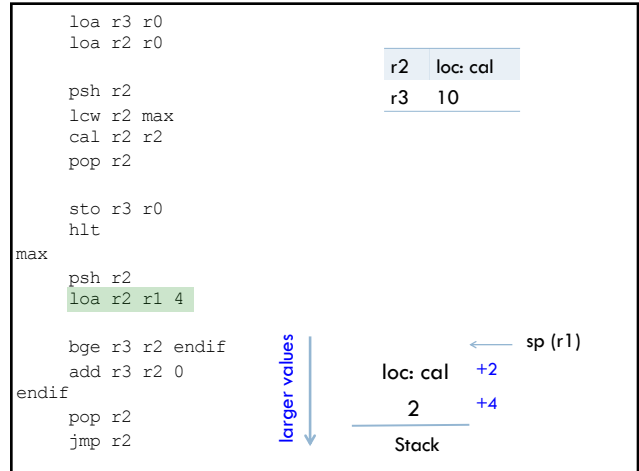 loa r3 r0
loa r2 r0
psh r2
lcw r2 max
cal r2 r2
pop r2
sto r3 r0
hlt
max
psh r2
loa r2 r1 4
bge r3 r2 endif
add r3 r2 0
endif
pop r2
jmp r2
r2 loc: cal
r3 10
larger values
sp (r1)
loc: cal +2
2 +4
Stack